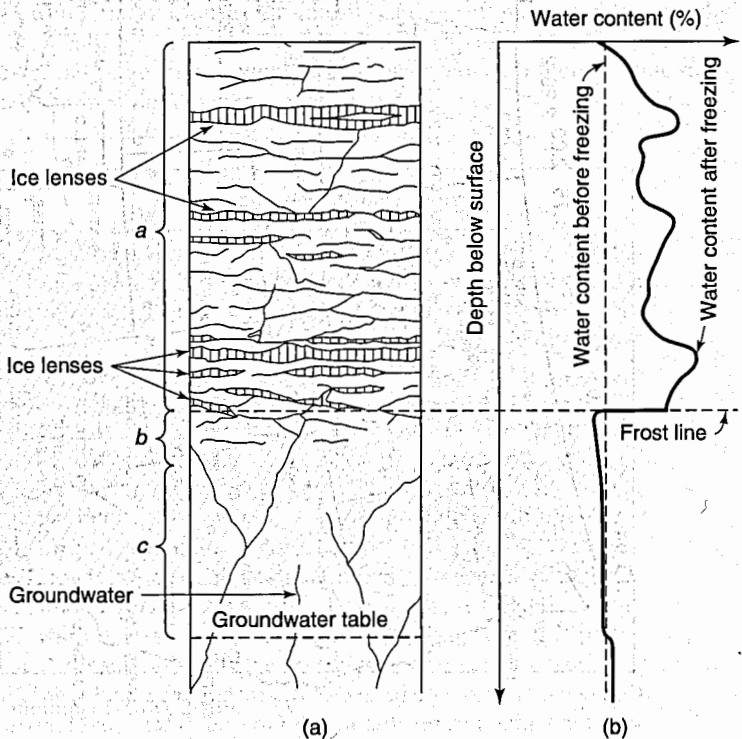 Water content (%)
Ice lenses
a
Ice lenses
b
c
Groundwater
Groundwater table
(a)
Depth below surface
Water content before freezing
Water content after freezing
Frost line
(b)